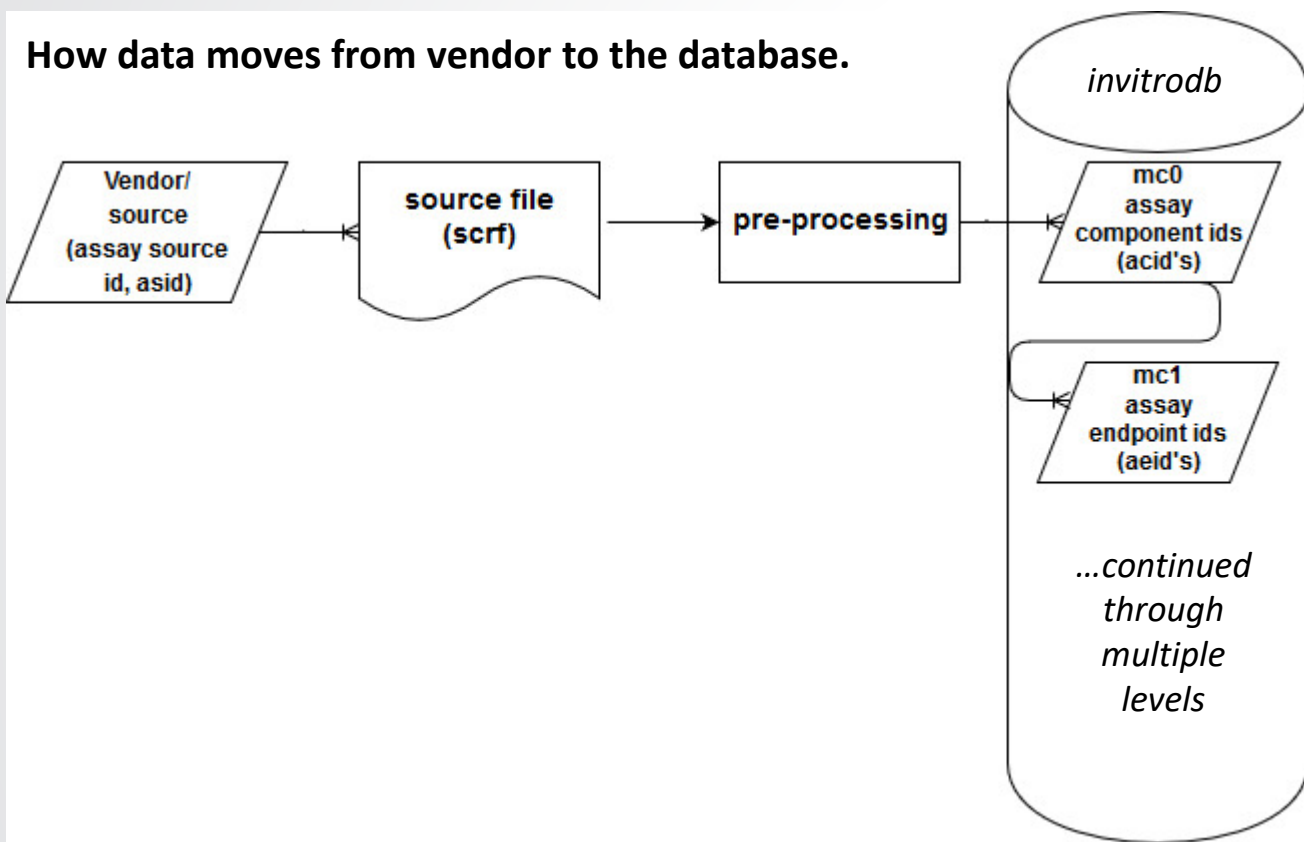 How data moves from vendor to the database.
invitrodb
Vendor/
source
(assay source
id, asid)
source file
(scrf)
pre-processing
mc0
assay
component ids
(acid's)
mc1
assay
endpoint ids
(aeid's)
...continued
through
multiple
levels